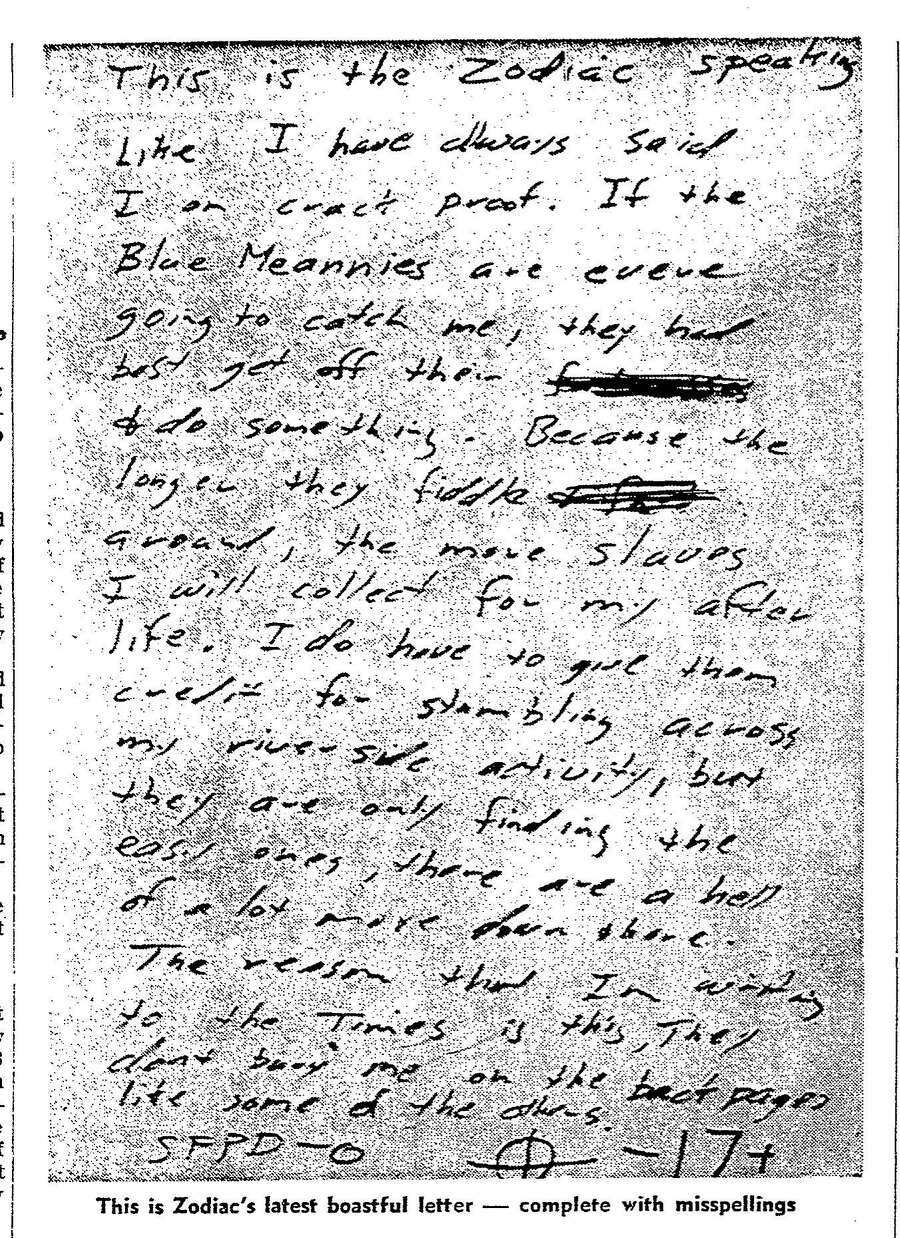 This is the Zodiac speaking
Like I have always said
I am crack proof. If the
Blue Meannies are evere
going to catch me, they had
best get off their
& do something. Because the
longer they fiddle
around, the more slaves
I will collect for my after
life. I do have to give them
credit for stumbling across
my riverside activity, but
they are only finding the
easy ones, there are a hell
of a lot more down there.
The reason that Im writing
to the Times is this, They
dont bury me on the back pages
like some of the others.
SFPD-0 -17+
This is Zodiac's latest boastful letter — complete with misspellings